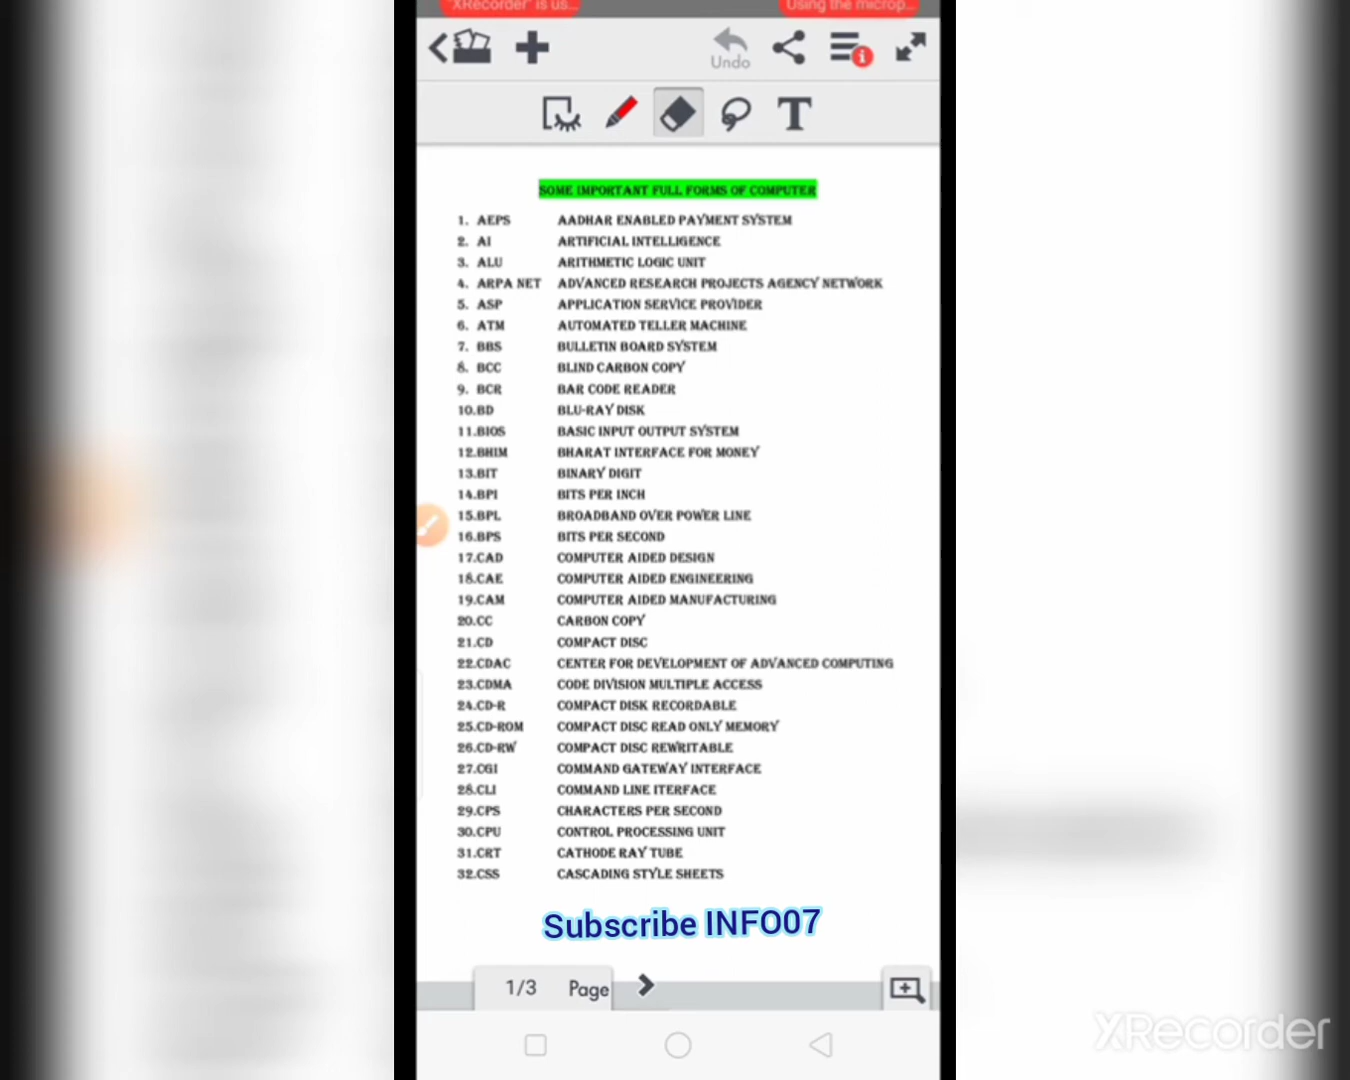 "XRecorder" is us...
Using the microp...
Undo
T
SOME IMPORTANT FULL FORMS OF COMPUTER
1. AEPS AADHAR ENABLED PAYMENT SYSTEM
2. AI ARTIFICIAL INTELLIGENCE
3. ALU ARITHMETIC LOGIC UNIT
4. ARPA NET ADVANCED RESEARCH PROJECTS AGENCY NETWORK
5. ASP APPLICATION SERVICE PROVIDER
6. ATM AUTOMATED TELLER MACHINE
7. BBS BULLETIN BOARD SYSTEM
8. BCC BLIND CARBON COPY
9. BCR BAR CODE READER
10.BD BLU-RAY DISK
11.BIOS BASIC INPUT OUTPUT SYSTEM
12.BHIM BHARAT INTERFACE FOR MONEY
13.BIT BINARY DIGIT
14.BPI BITS PER INCH
15.BPL BROADBAND OVER POWER LINE
16.BPS BITS PER SECOND
17.CAD COMPUTER AIDED DESIGN
18.CAE COMPUTER AIDED ENGINEERING
19.CAM COMPUTER AIDED MANUFACTURING
20.CC CARBON COPY
21.CD COMPACT DISC
22.CDAC CENTER FOR DEVELOPMENT OF ADVANCED COMPUTING
23.CDMA CODE DIVISION MULTIPLE ACCESS
24.CD-R COMPACT DISK RECORDABLE
25.CD-ROM COMPACT DISC READ ONLY MEMORY
26.CD-RW COMPACT DISC REWRITABLE
27.CGI COMMAND GATEWAY INTERFACE
28.CLI COMMAND LINE ITERFACE
29.CPS CHARACTERS PER SECOND
30.CPU CONTROL PROCESSING UNIT
31.CRT CATHODE RAY TUBE
32.CSS CASCADING STYLE SHEETS
Subscribe INFO07
1/3 Page
XRecorder